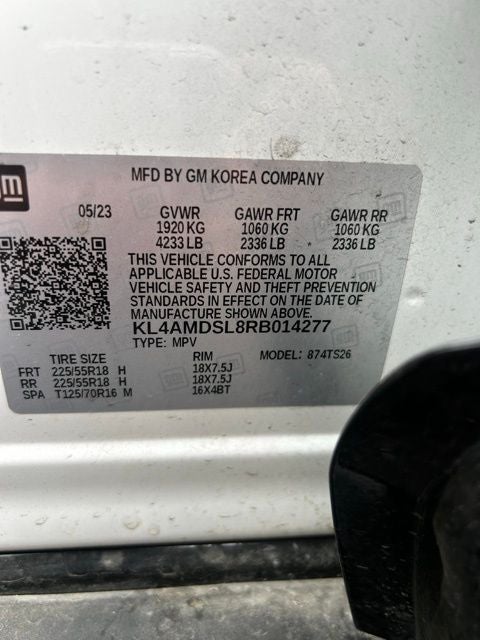 gm
MFD BY GM KOREA COMPANY
05/23 GVWR GAWR FRT GAWR RR
1920 KG 1060 KG 1060 KG
4233 LB 2336 LB * 2336 LB
THIS VEHICLE CONFORMS TO ALL
APPLICABLE U.S. FEDERAL MOTOR
VEHICLE SAFETY AND THEFT PREVENTION
STANDARDS IN EFFECT ON THE DATE OF
MANUFACTURE SHOWN ABOVE.
KL4AMDSL8RB014277
TYPE: MPV MODEL: 874TS26
TIRE SIZE RIM
FRT 225/55R18 H 18X7.5J
RR 225/55R18 H 18X7.5J
SPA T125/70R16 M 16X4BT